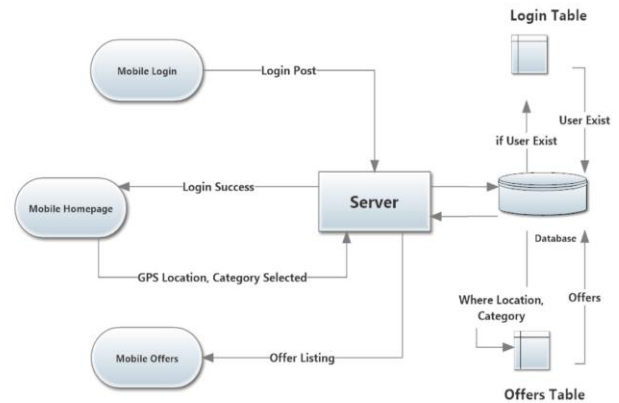 Login Table
Mobile Login
Login Post
User Exist
if User Exist
Login Success
Server
Mobile Homepage
Database
GPS Location, Category Selected
Where Location,
Category
Offers
Mobile Offers
Offer Listing
Offers Table